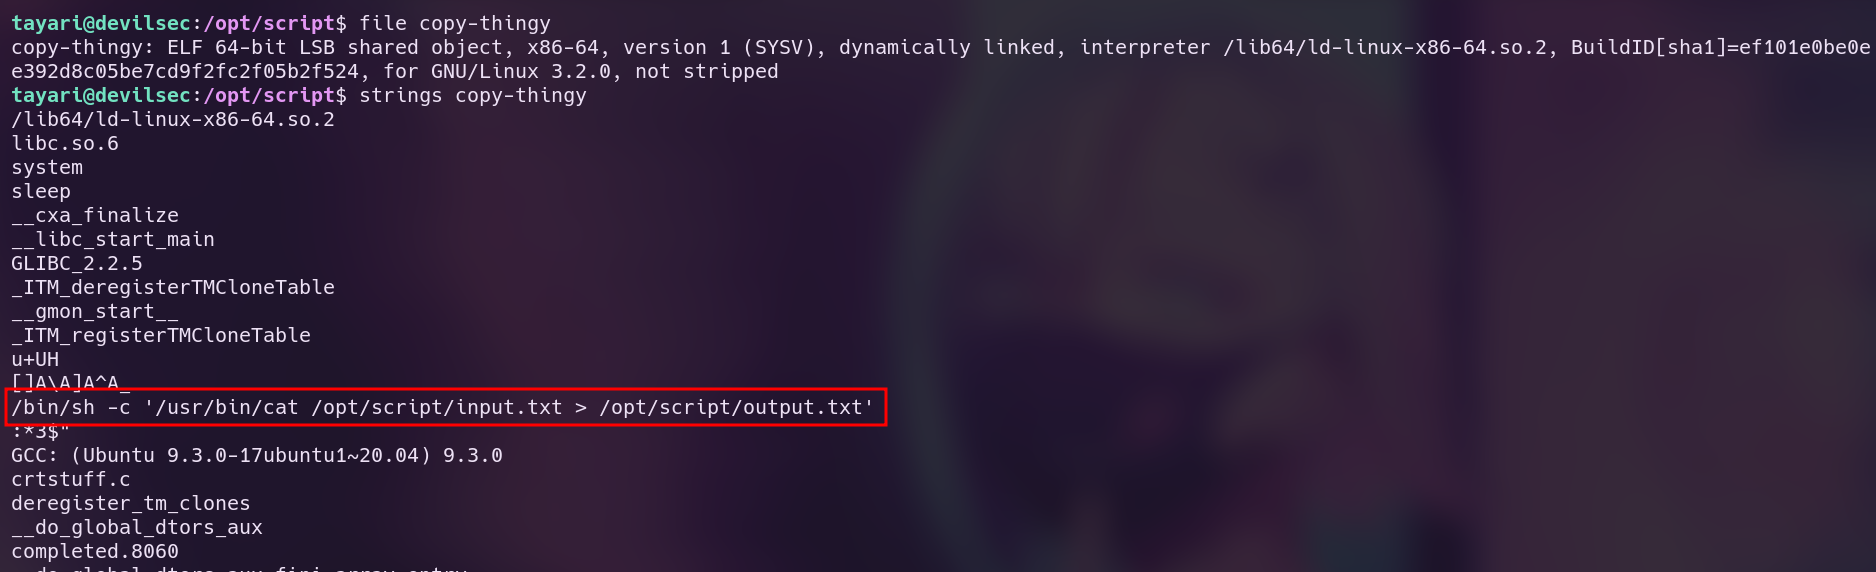 tayari@devilsec:/opt/script$ file copy-thingy
copy-thingy: ELF 64-bit LSB shared object, x86-64, version 1 (SYSV), dynamically linked, interpreter /lib64/ld-linux-x86-64.so.2, BuildID[sha1]=ef101e0be0e
e392d8c05be7cd9f2fc2f05b2f524, for GNU/Linux 3.2.0, not stripped
tayari@devilsec:/opt/script$ strings copy-thingy
/lib64/ld-linux-x86-64.so.2
libc.so.6
system
sleep
__cxa_finalize
__libc_start_main
GLIBC_2.2.5
_ITM_deregisterTMCloneTable
__gmon_start__
_ITM_registerTMCloneTable
u+UH
[]A\A]A^A_
/bin/sh -c '/usr/bin/cat /opt/script/input.txt > /opt/script/output.txt'
:*3$"
GCC: (Ubuntu 9.3.0-17ubuntu1~20.04) 9.3.0
crtstuff.c
deregister_tm_clones
__do_global_dtors_aux
completed.8060
__do_global_dtors_aux_fini_array_entry